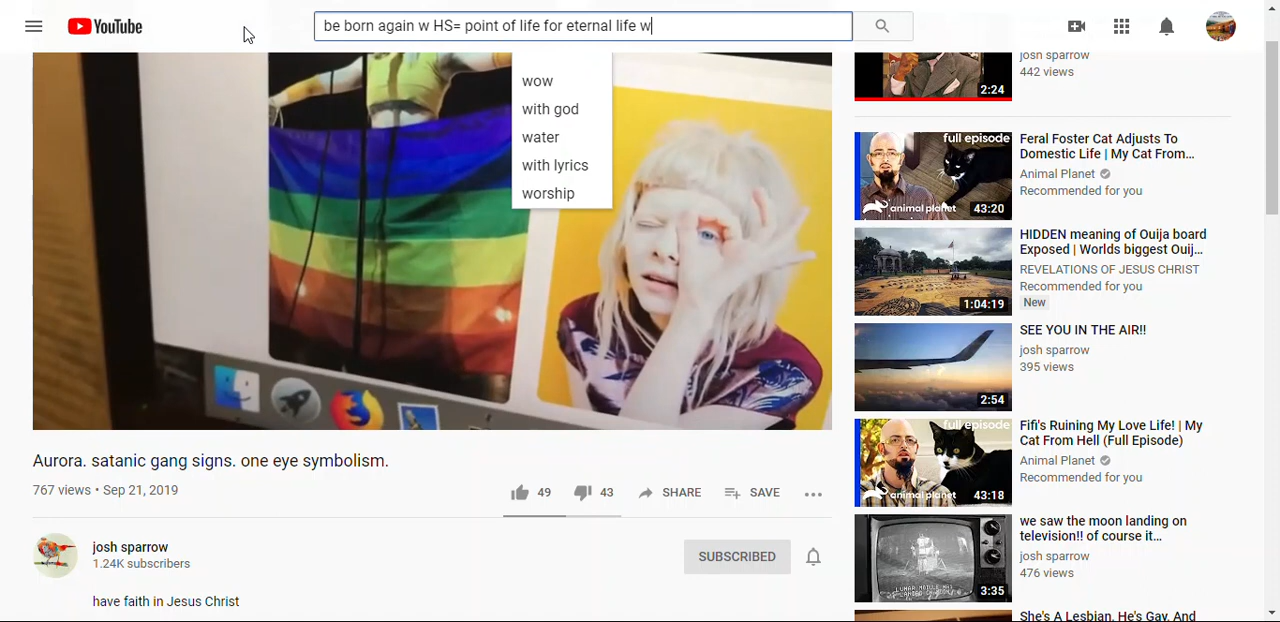 YouTube
be born again w HS= point of life for eternal life w
wow
with god
water
with lyrics
worship
Aurora. satanic gang signs. one eye symbolism.
767 views • Sep 21, 2019
49
43
SHARE
SAVE
josh sparrow
1.24K subscribers
SUBSCRIBED
have faith in Jesus Christ
josh sparrow
442 views
2:24
full episode
animal planet
43:20
Feral Foster Cat Adjusts To
Domestic Life | My Cat From...
Animal Planet
Recommended for you
1:04:19
HIDDEN meaning of Ouija board
Exposed | Worlds biggest Ouij...
REVELATIONS OF JESUS CHRIST
Recommended for you
New
2:54
SEE YOU IN THE AIR!!
josh sparrow
395 views
full episode
animal planet
43:18
Fifi's Ruining My Love Life! | My
Cat From Hell (Full Episode)
Animal Planet
Recommended for you
3:35
we saw the moon landing on
television!! of course it...
josh sparrow
476 views
She's A Lesbian, He's Gay, And